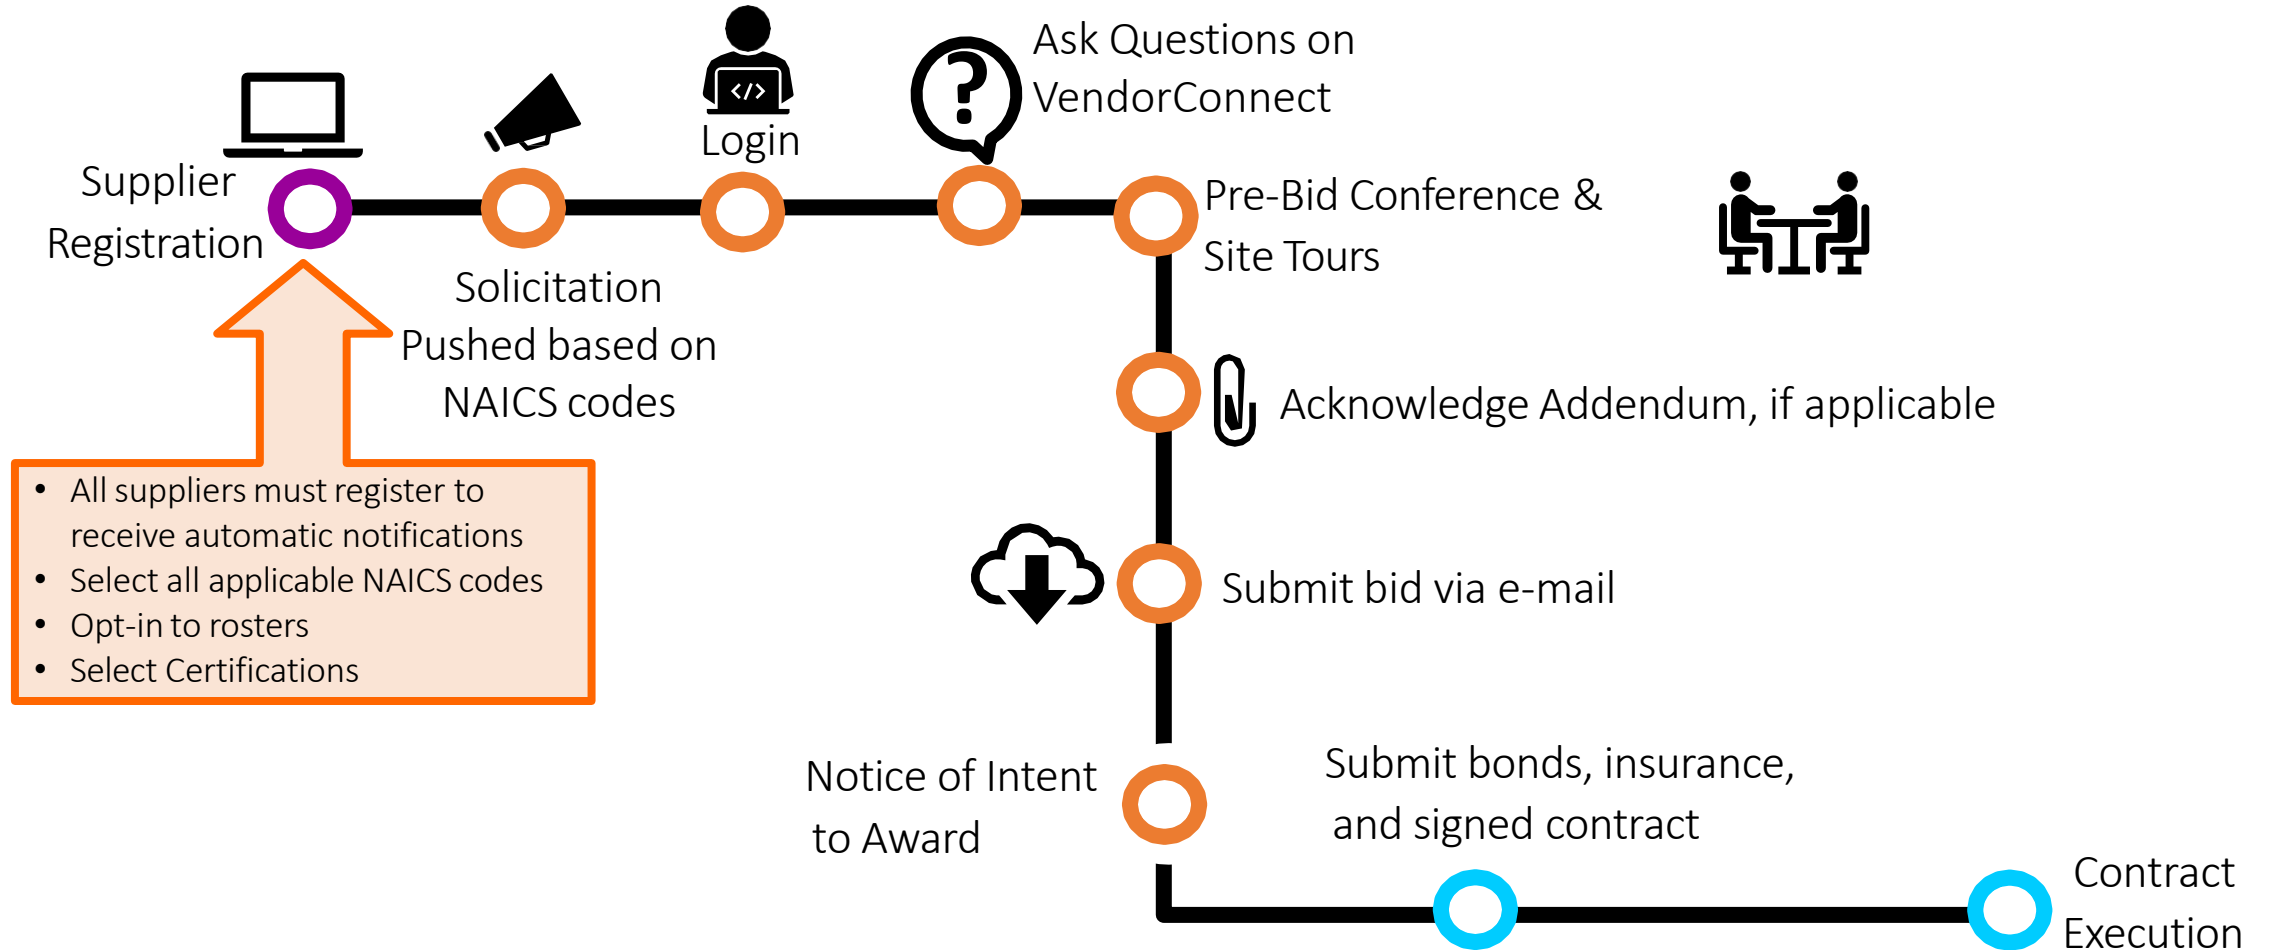 Supplier
Registration
Solicitation
Pushed based on
NAICS codes
</>
Login
?
Ask Questions on
VendorConnect
Pre-Bid Conference &
Site Tours
Acknowledge Addendum, if applicable
• All suppliers must register to
receive automatic notifications
• Select all applicable NAICS codes
• Opt-in to rosters
• Select Certifications
Submit bid via e-mail
Notice of Intent
to Award
Submit bonds, insurance,
and signed contract
Contract
Execution